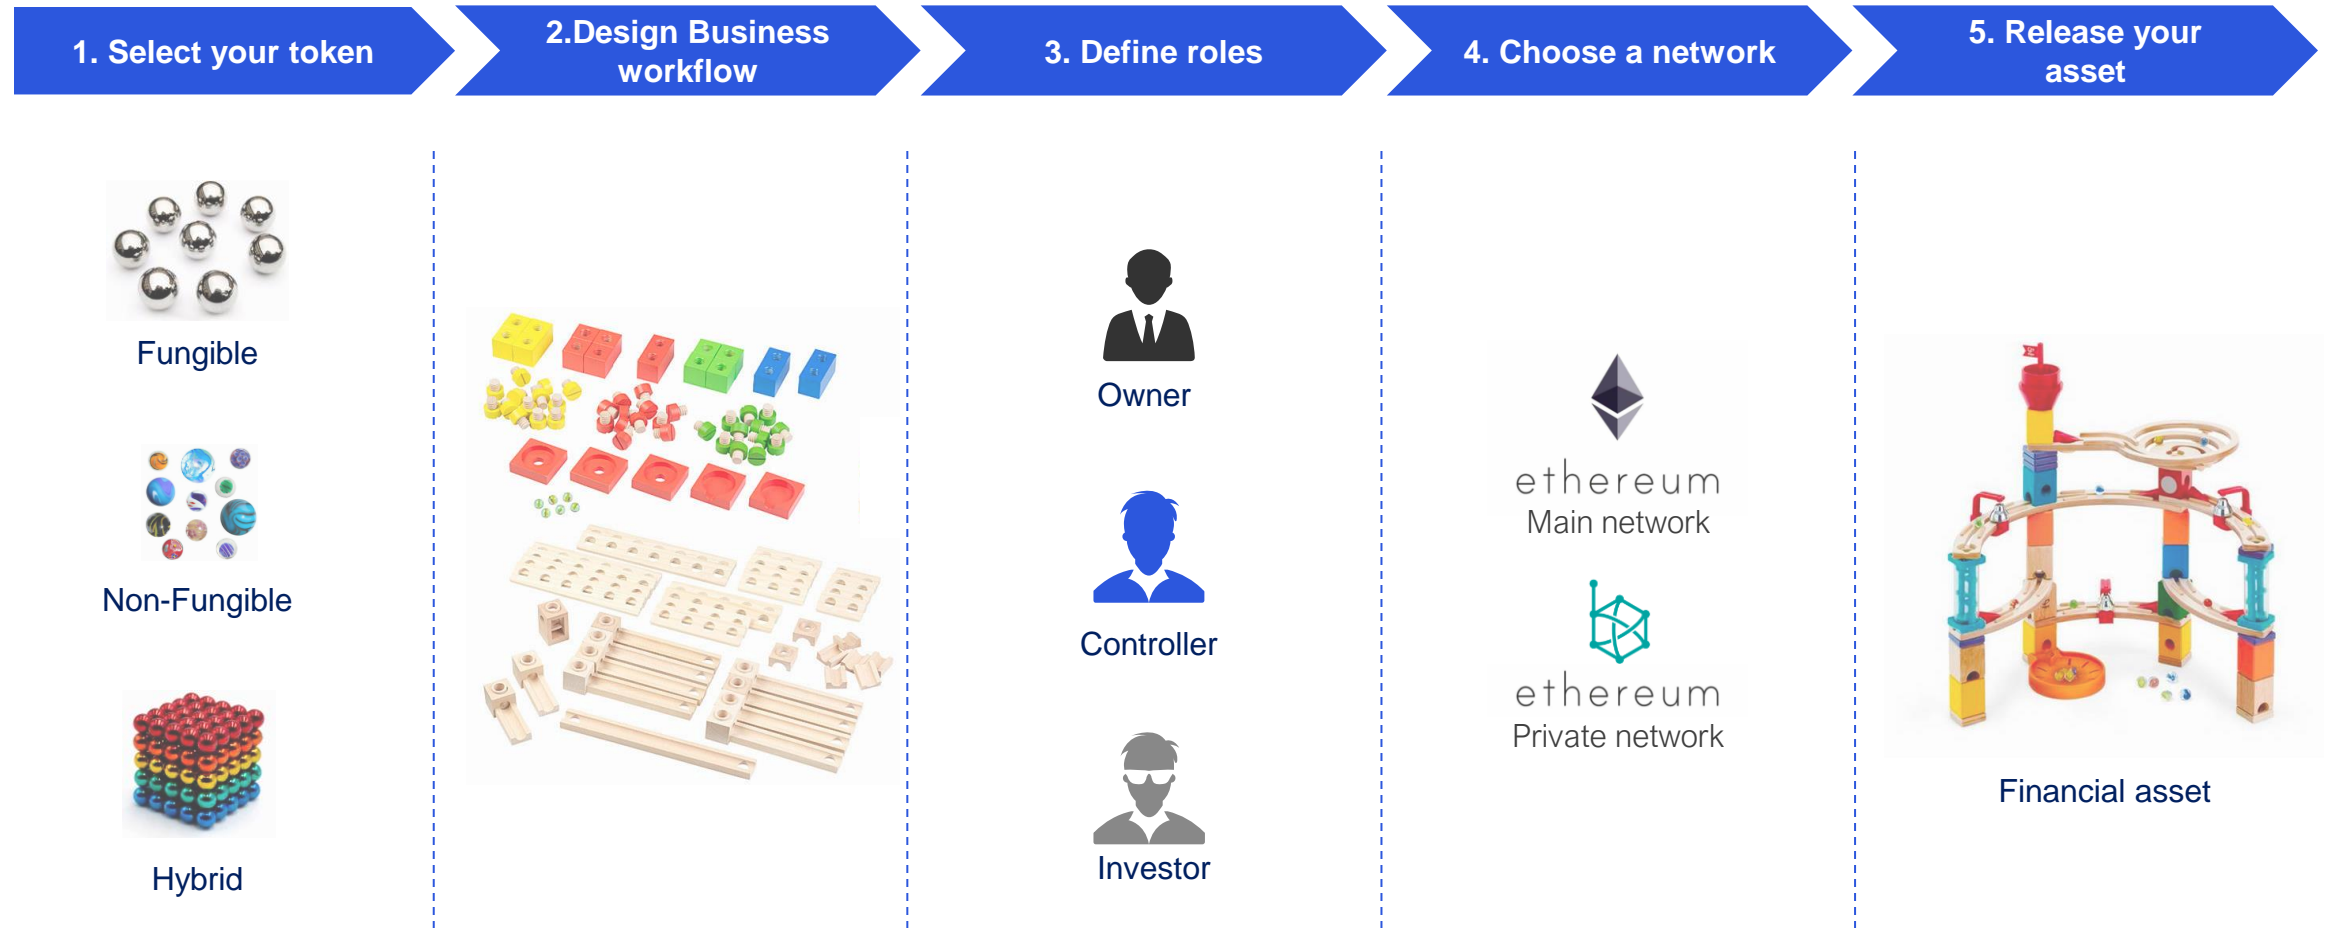 1. Select your token
2.Design Business
workflow
3. Define roles
4. Choose a network
5. Release your
asset
Fungible
Non-Fungible
Hybrid
Owner
Controller
Investor
ethereum
Main network
ethereum
Private network
Financial asset